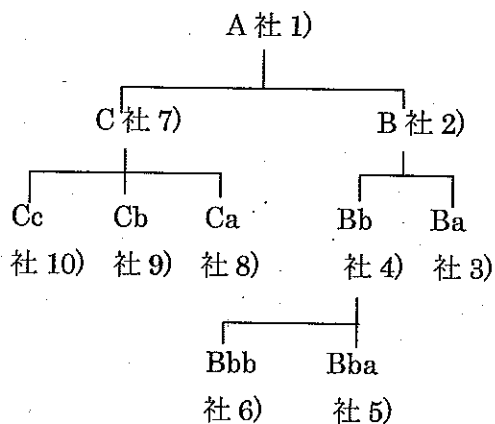 A 社 1)
C 社 7)
B 社 2)
Cc
社 10)
Cb
社 9)
Ca
社 8)
Bb
社 4)
Ba
社 3)
Bbb
社 6)
Bba
社 5)